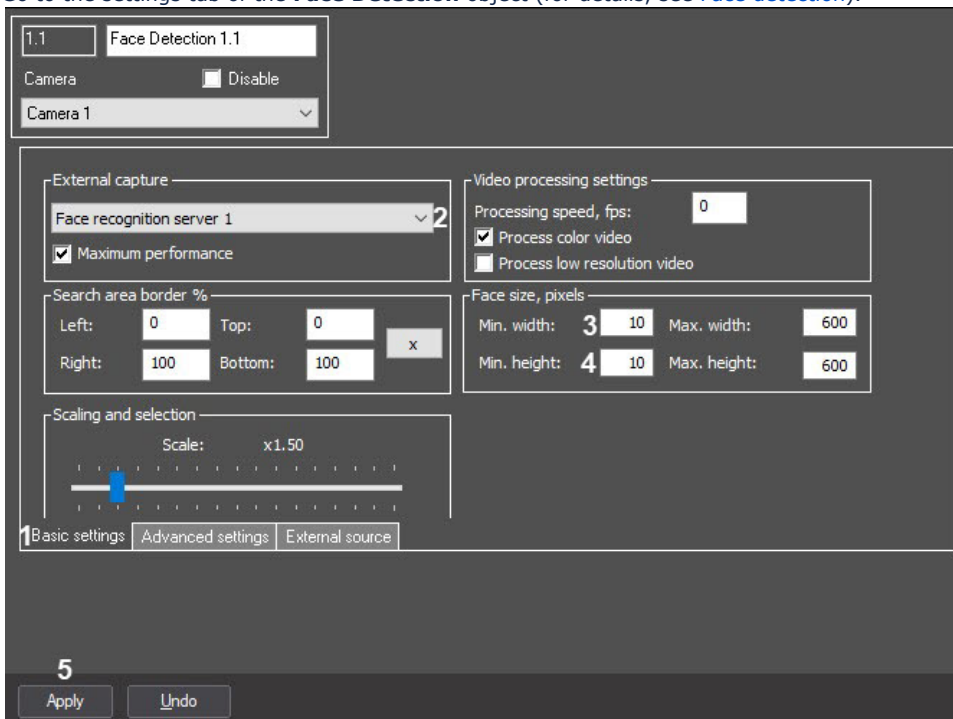 Go to the settings tab of the Face Detection object (for details, see Face detection).
1.1 Face Detection 1.1
Camera Disable
Camera 1
External capture
Face recognition server 1 2
Maximum performance
Video processing settings
Processing speed, fps: 0
Process color video
Process low resolution video
Search area border %
Left: 0 Top: 0
x
Right: 100 Bottom: 100
Face size, pixels
Min. width: 3 10 Max. width: 600
Min. height: 4 10 Max. height: 600
Scaling and selection
Scale: x1.50
1 Basic settings Advanced settings External source
5
Apply Undo